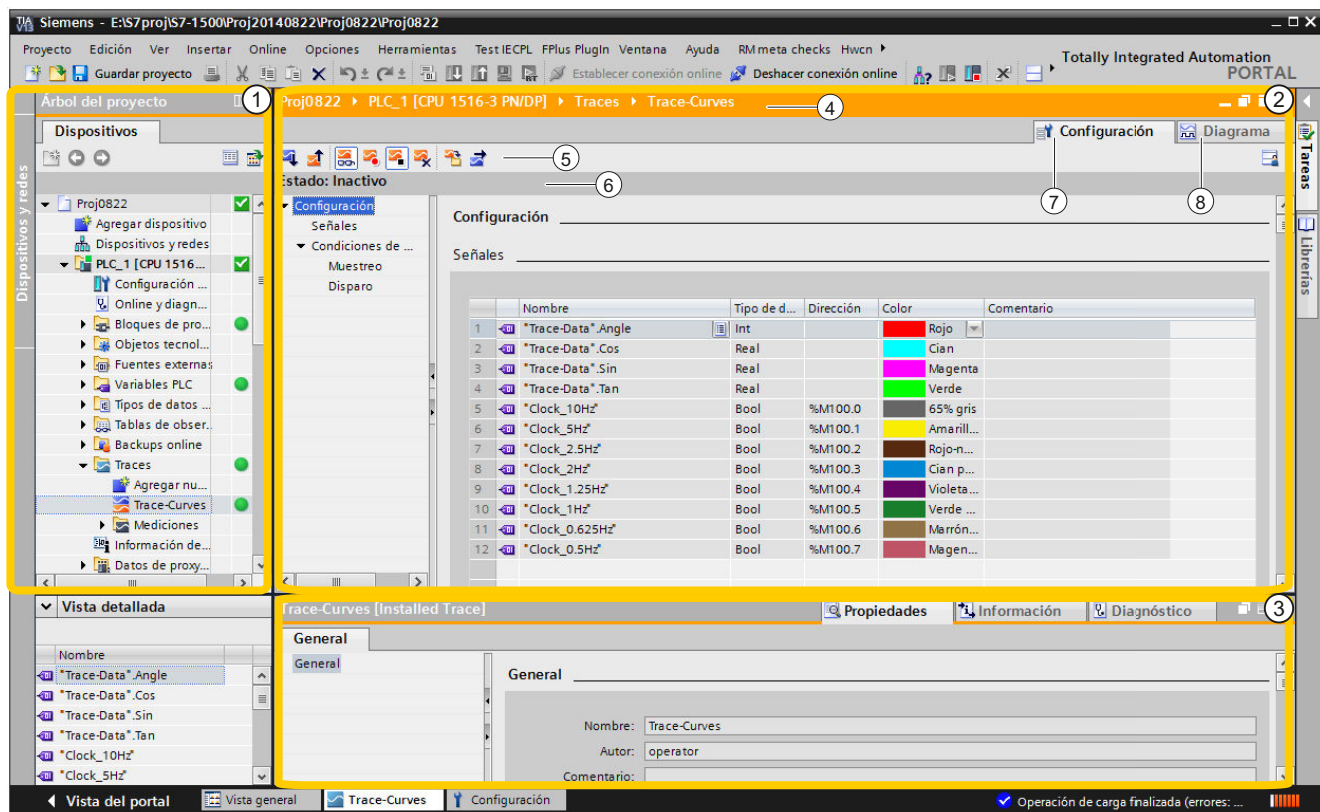 Siemens - E:\S7proj\S7-1500\Proj20140822\Proj0822\Proj0822
TIA V13
Proyecto Edición Ver Insertar Online Opciones Herramientas Test IECPL FPlus PlugIn Ventana Ayuda RM meta checks Hwcn
Totally Integrated Automation
PORTAL
Guardar proyecto Establecer conexión online Deshacer conexión online
Árbol del proyecto
1
Dispositivos
Dispositivos y redes
Proj0822
Agregar dispositivo
Dispositivos y redes
PLC_1 [CPU 1516...
Configuración ...
Online y diagn...
Bloques de pro...
Objetos tecnol...
Fuentes externas
Variables PLC
Tipos de datos ...
Tablas de obser..
Backups online
Traces
Agregar nu...
Trace-Curves
Mediciones
Información de...
Datos de proxy...
Vista detallada
Nombre
"Trace-Data".Angle
"Trace-Data".Cos
"Trace-Data".Sin
"Trace-Data".Tan
"Clock_10Hz"
"Clock_5Hz"
Proj0822 PLC_1 [CPU 1516-3 PN/DP] Traces Trace-Curves
4
2
Configuración Diagrama
5
Estado: Inactivo
6
7
8
Configuración
Señales
Condiciones de ...
Muestreo
Disparo
Configuración
Señales
Nombre Tipo de d... Dirección Color Comentario
1 "Trace-Data".Angle Int Rojo
2 "Trace-Data".Cos Real Cian
3 "Trace-Data".Sin Real Magenta
4 "Trace-Data".Tan Real Verde
5 "Clock_10Hz" Bool %M100.0 65% gris
6 "Clock_5Hz" Bool %M100.1 Amarill...
7 "Clock_2.5Hz" Bool %M100.2 Rojo-n...
8 "Clock_2Hz" Bool %M100.3 Cian p...
9 "Clock_1.25Hz" Bool %M100.4 Violeta...
10 "Clock_1Hz" Bool %M100.5 Verde ...
11 "Clock_0.625Hz" Bool %M100.6 Marrón...
12 "Clock_0.5Hz" Bool %M100.7 Magen...
Tareas
Librerías
Trace-Curves [Installed Trace]
Propiedades Información Diagnóstico
3
General
General
General
Nombre: Trace-Curves
Autor: operator
Comentario:
Vista del portal Vista general Trace-Curves Configuración
Operación de carga fnalizada (errores: ...